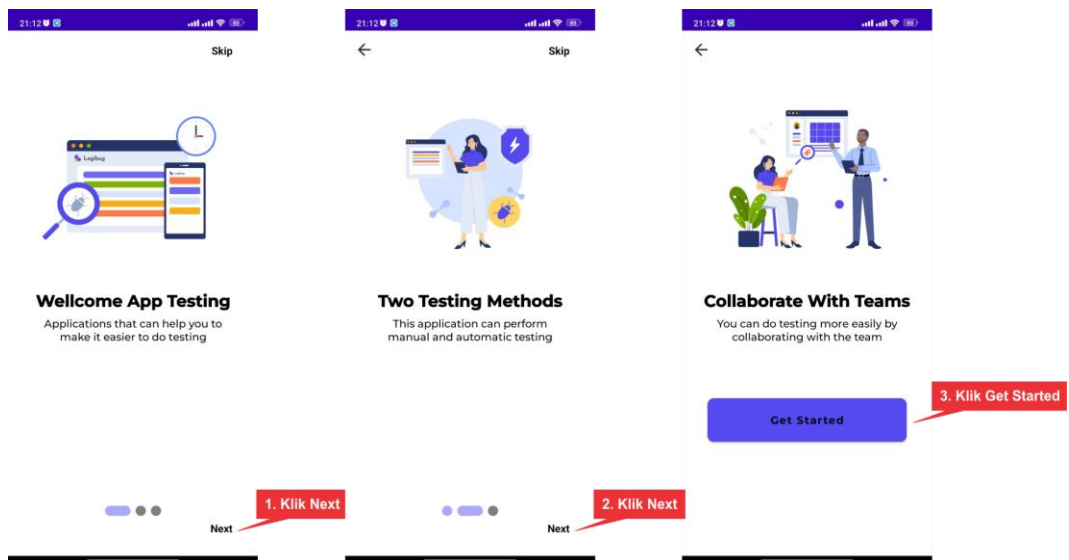 21:12
Skip
Logibug
Logibug
Wellcome App Testing
Applications that can help you to
make it easier to do testing
Next
1. Klik Next
21:12
Skip
Two Testing Methods
This application can perform
manual and automatic testing
Next
2. Klik Next
21:12
Collaborate With Teams
You can do testing more easily by
collaborating with the team
Get Started
3. Klik Get Started